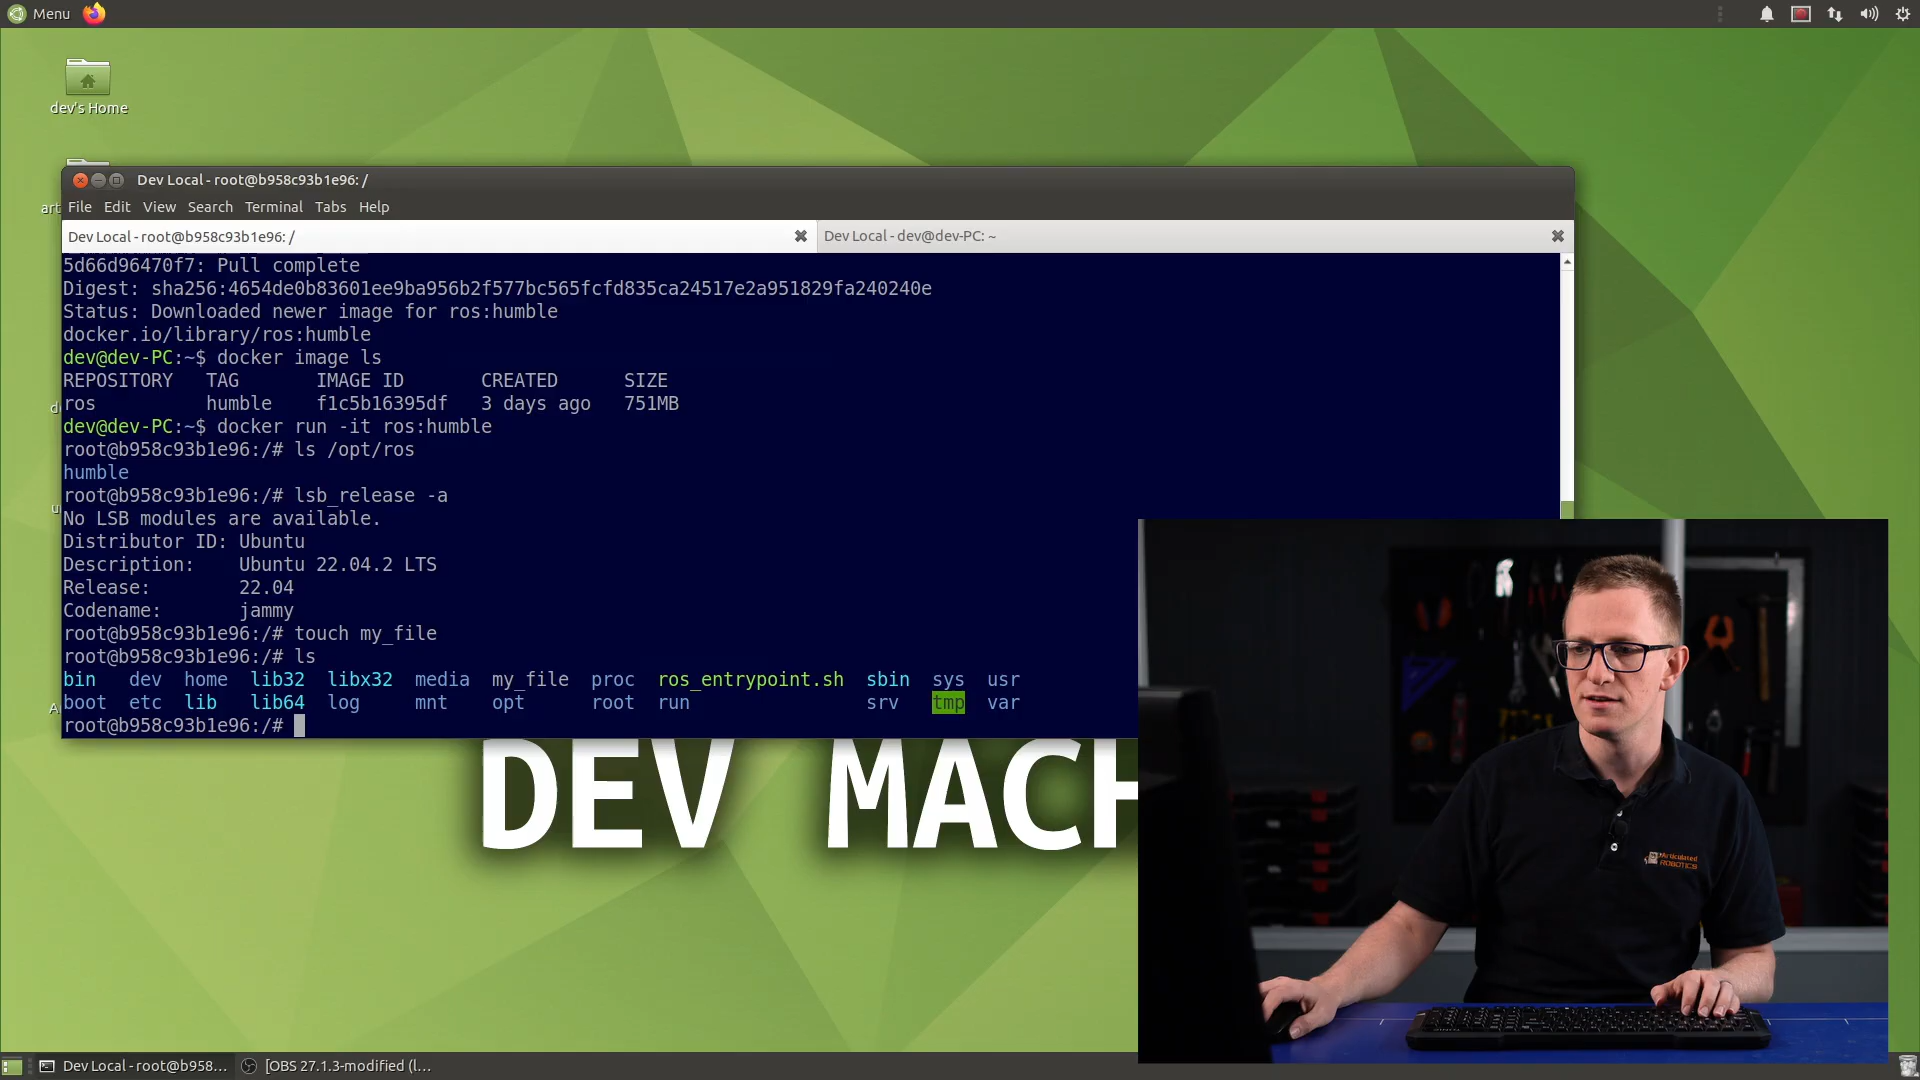 Menu
dev's Home
Dev Local - root@b958c93b1e96: /
File Edit View Search Terminal Tabs Help
Dev Local - root@b958c93b1e96: /
Dev Local - dev@dev-PC: ~
5d66d96470f7: Pull complete
Digest: sha256:4654de0b83601ee9ba956b2f577bc565fcfd835ca24517e2a951829fa240240e
Status: Downloaded newer image for ros:humble
docker.io/library/ros:humble
dev@dev-PC:~$ docker image ls
REPOSITORY TAG IMAGE ID CREATED SIZE
ros humble f1c5b16395df 3 days ago 751MB
dev@dev-PC:~$ docker run -it ros:humble
root@b958c93b1e96:/# ls /opt/ros
humble
root@b958c93b1e96:/# lsb_release -a
No LSB modules are available.
Distributor ID: Ubuntu
Description: Ubuntu 22.04.2 LTS
Release: 22.04
Codename: jammy
root@b958c93b1e96:/# touch my_file
root@b958c93b1e96:/# ls
bin dev home lib32 libx32 media my_file proc ros_entrypoint.sh sbin sys usr
boot etc lib lib64 log mnt opt root run srv tmp var
root@b958c93b1e96:/#
DEV MACH
Articulated
ROBOTICS
Dev Local - root@b958...
[OBS 27.1.3-modified (l...